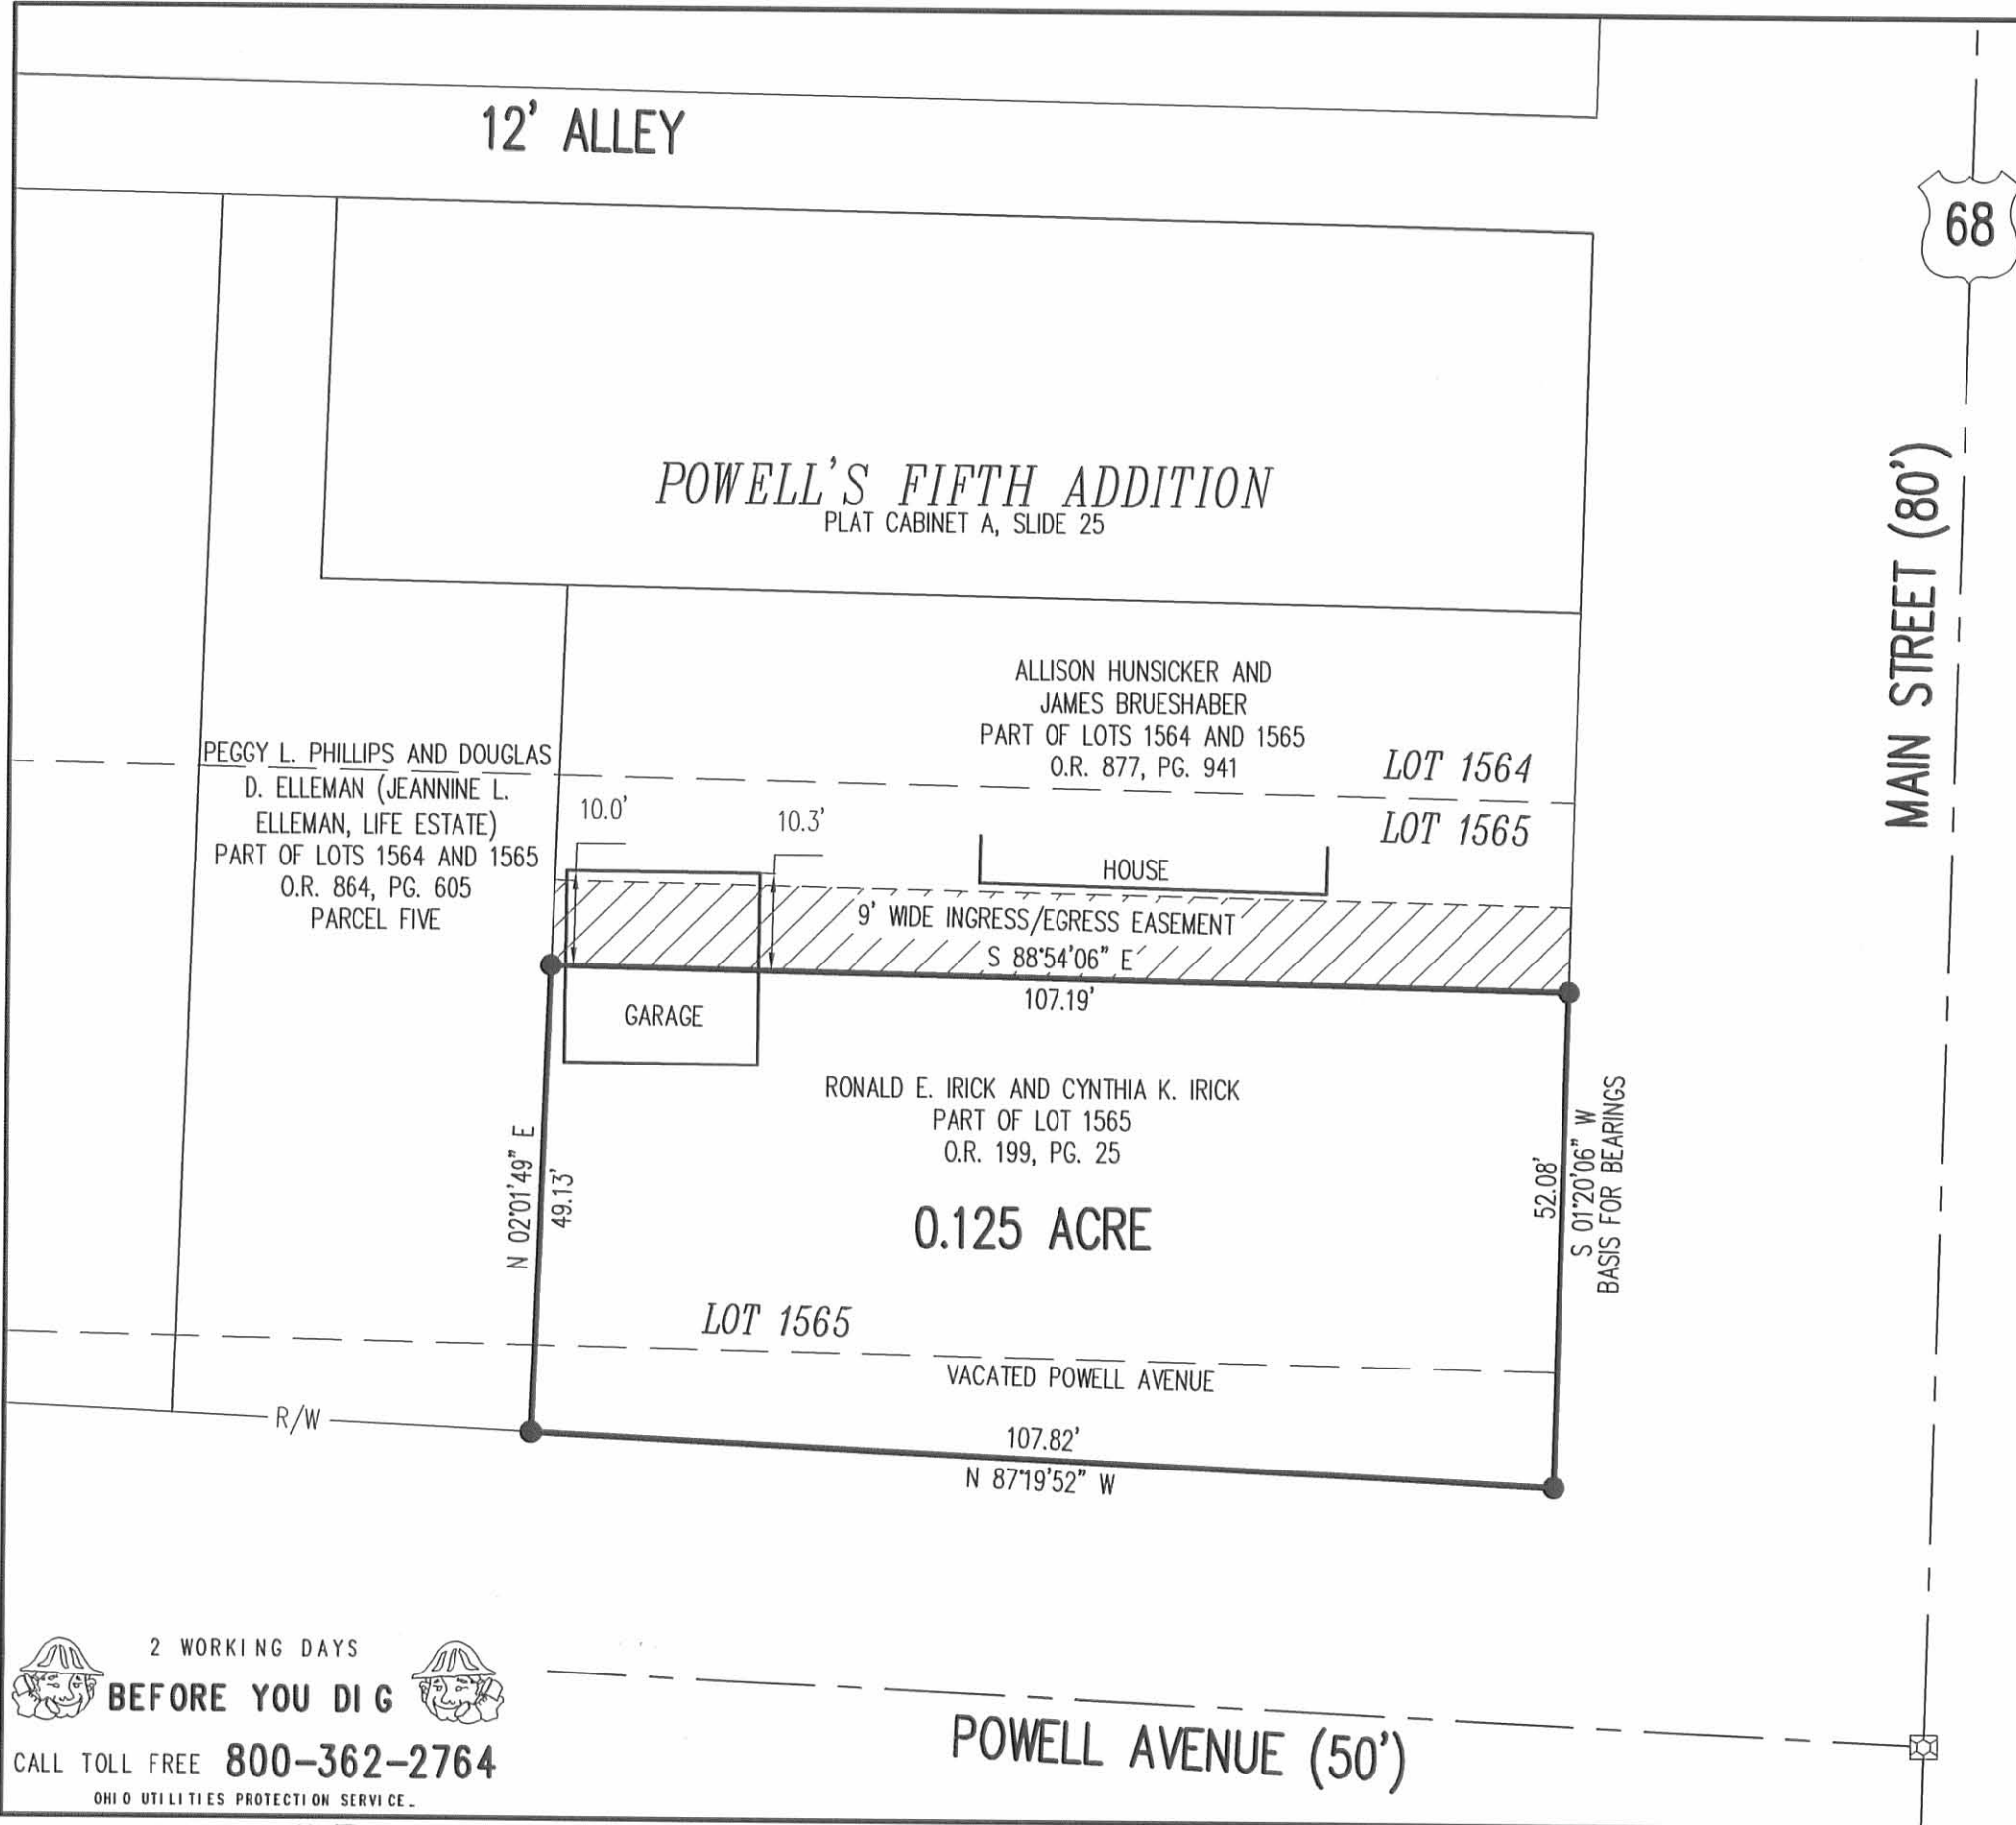 12' ALLEY
68
POWELL'S FIFTH ADDITION
PLAT CABINET A, SLIDE 25
MAIN STREET (80')
ALLISON HUNSICKER AND
JAMES BRUESHABER
PART OF LOTS 1564 AND 1565
O.R. 877, PG. 941
LOT 1564
LOT 1565
PEGGY L. PHILLIPS AND DOUGLAS
D. ELLEMAN (JEANNINE L.
ELLEMAN, LIFE ESTATE)
PART OF LOTS 1564 AND 1565
O.R. 864, PG. 605
PARCEL FIVE
10.0'
10.3'
HOUSE
9' WIDE INGRESS/EGRESS EASEMENT
S 88°54'06" E
107.19'
GARAGE
RONALD E. IRICK AND CYNTHIA K. IRICK
PART OF LOT 1565
O.R. 199, PG. 25
0.125 ACRE
N 02°01'49" E
49.13'
52.08'
S 01°20'06" W
BASIS FOR BEARINGS
LOT 1565
VACATED POWELL AVENUE
R/W
107.82'
N 87°19'52" W
2 WORKING DAYS
BEFORE YOU DIG
CALL TOLL FREE 800-362-2764
OHIO UTILITIES PROTECTION SERVICE.
POWELL AVENUE (50')